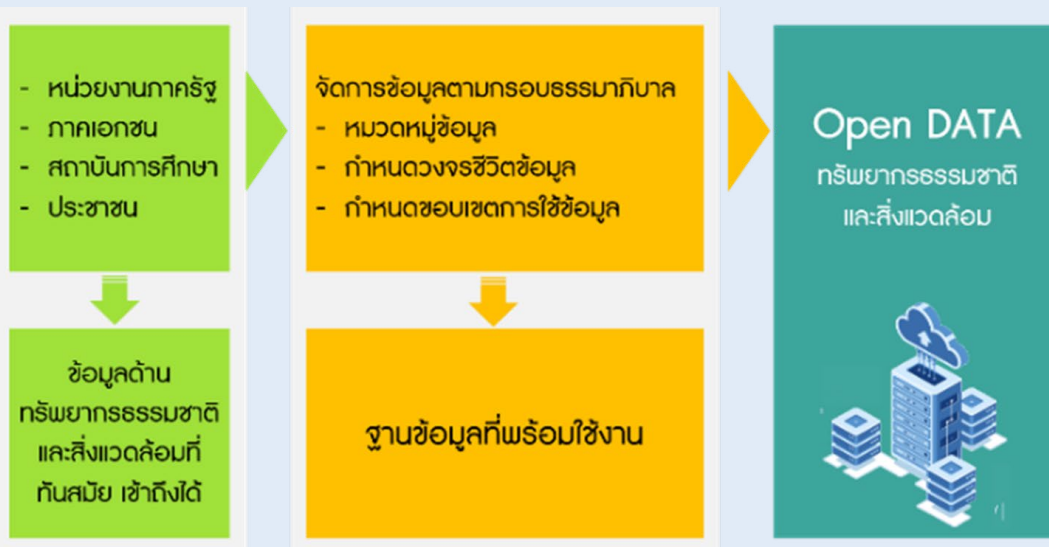 - หน่วยงานภาครัฐ
- ภาคเอกชน
- สถาบันการศึกษา
- ประชาชน
ข้อมูลด้าน
ทรัพยากรธรรมชาติ
และสิ่งแวดล้อมที่
ทันสมัย เข้าถึงได้
จัดการข้อมูลตามกรอบธรรมาภิบาล
- หมวดหมู่ข้อมูล
- กำหนดวงจรชีวิตข้อมูล
- กำหนดขอบเขตการใช้ข้อมูล
ฐานข้อมูลที่พร้อมใช้งาน
Open DATA
ทรัพยากรธรรมชาติ
และสิ่งแวดล้อม